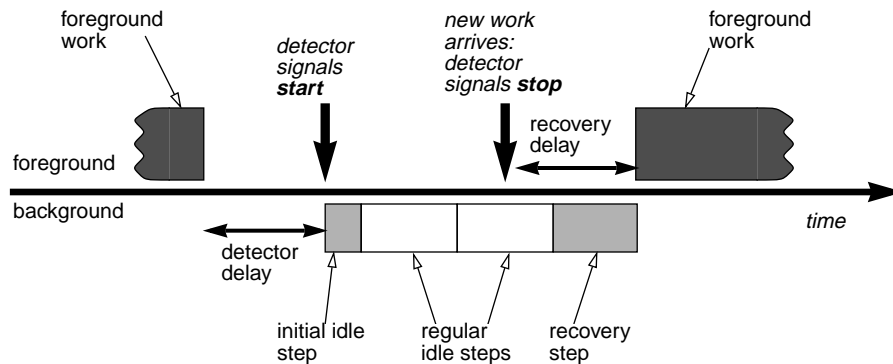 foreground
work
detector
signals
start
new work
arrives:
detector
signals stop
foreground
work
recovery
delay
foreground
background
time
detector
delay
initial idle
step
regular
idle steps
recovery
step